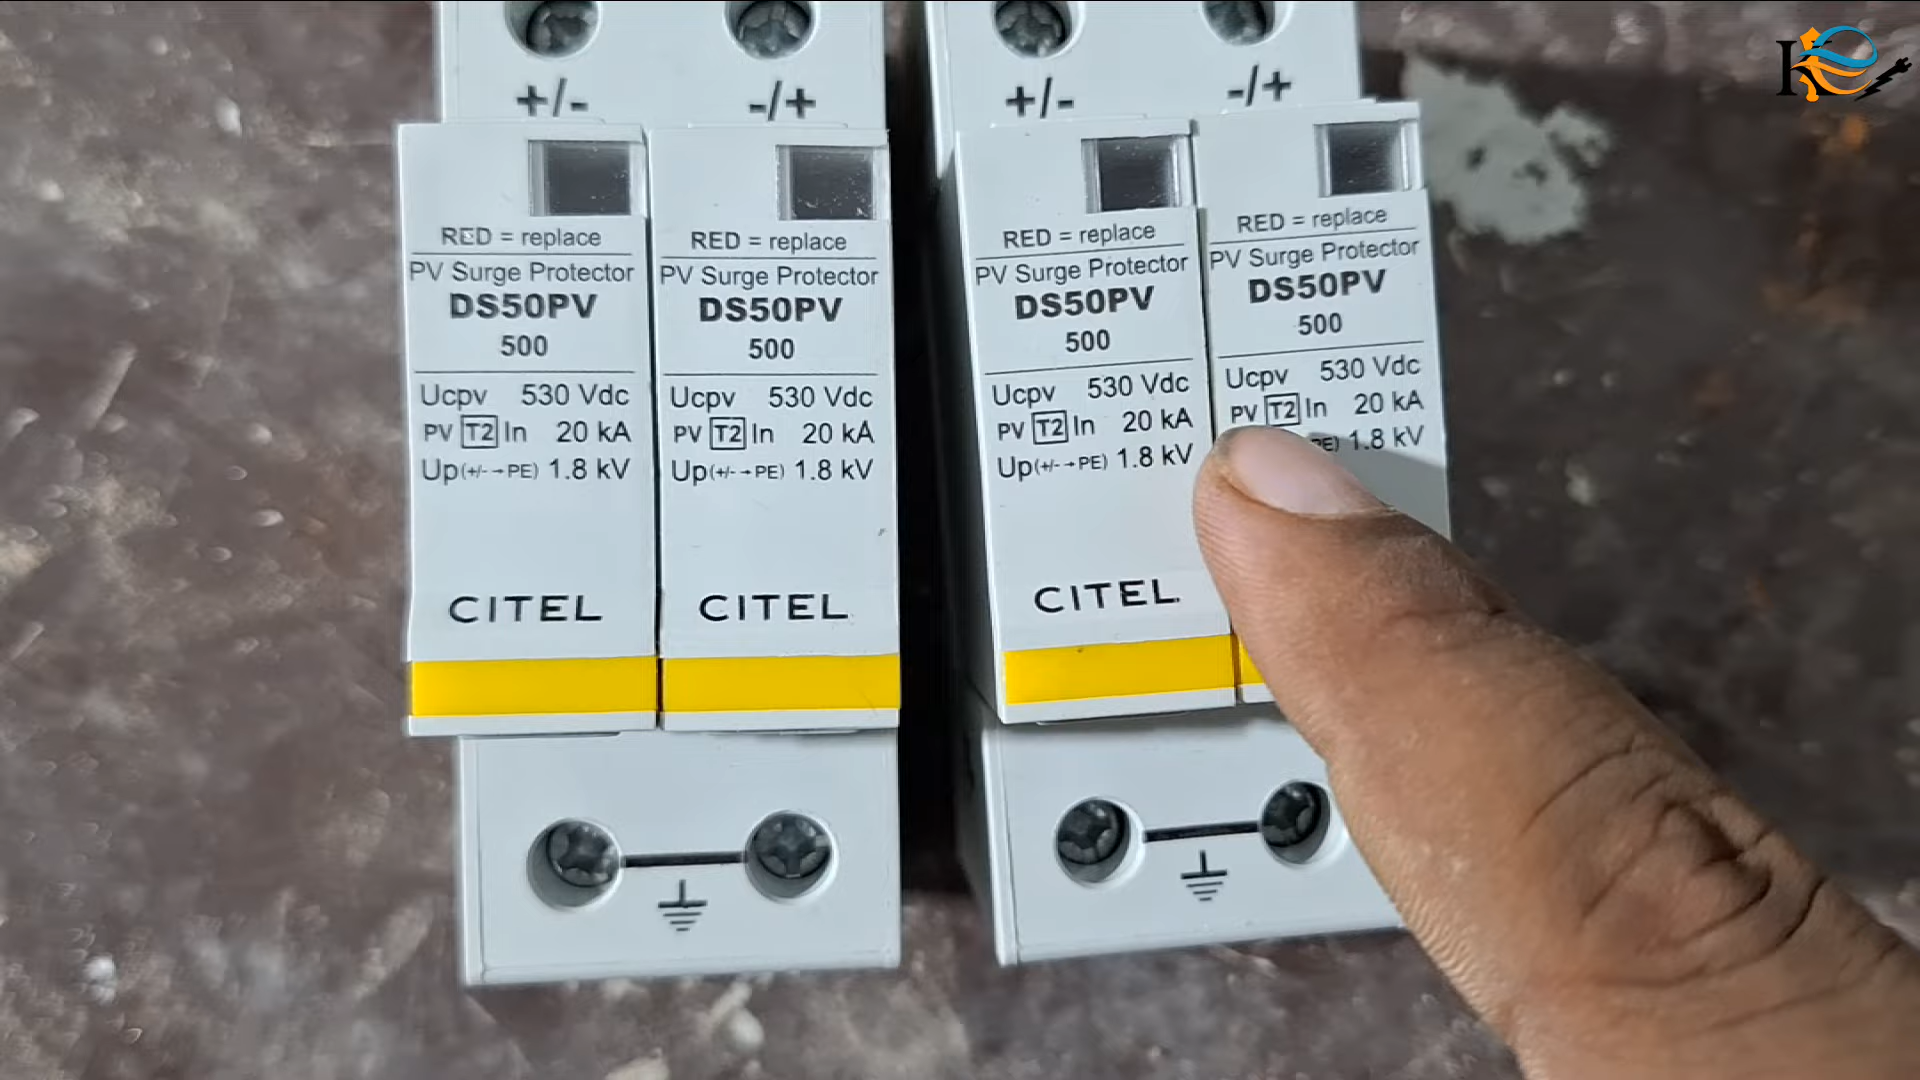 +/-
-/+
RED = replace
PV Surge Protector
DS50PV
500
Ucpv 530 Vdc
PV T2 In 20 kA
Up(+/-→PE) 1.8 kV
CITEL
RED = replace
PV Surge Protector
DS50PV
500
Ucpv 530 Vdc
PV T2 In 20 kA
Up(+/-→PE) 1.8 kV
CITEL
+/-
-/+
RED = replace
PV Surge Protector
DS50PV
500
Ucpv 530 Vdc
PV T2 In 20 kA
Up(+/-→PE) 1.8 kV
CITEL
RED = replace
PV Surge Protector
DS50PV
500
Ucpv 530 Vdc
PV T2 In 20 kA
PE) 1.8 kV